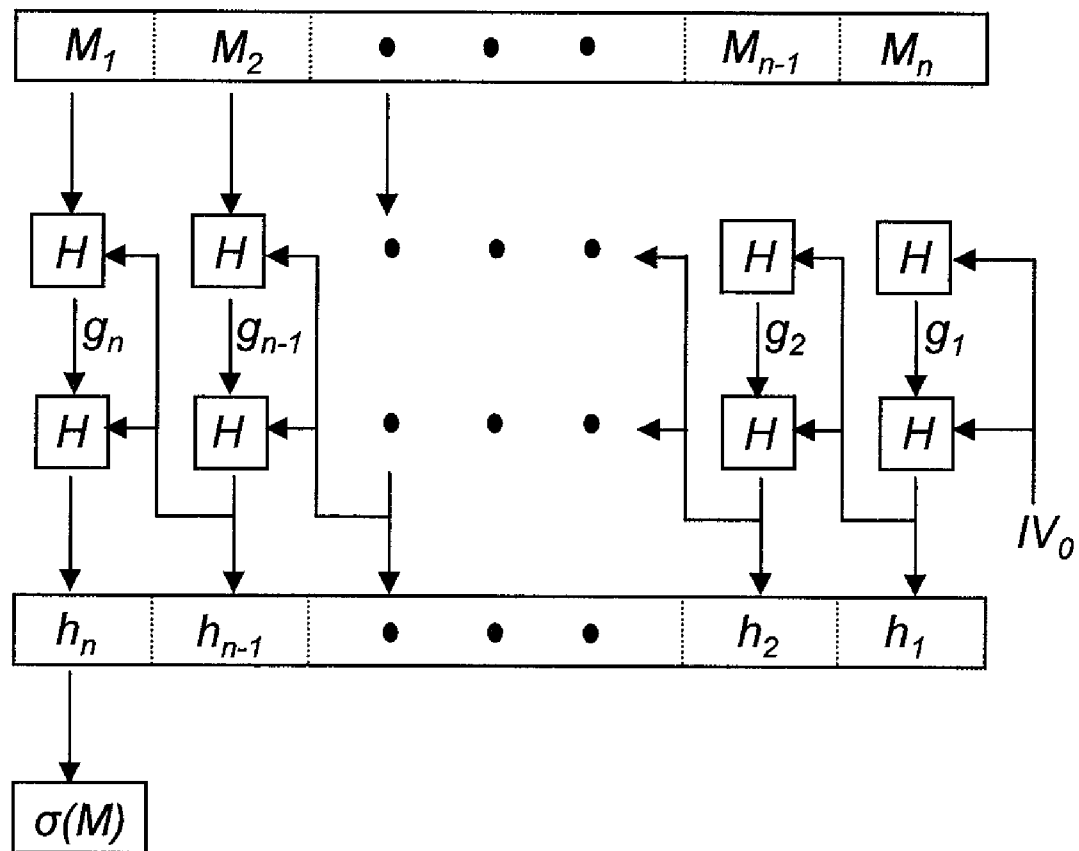 M₁ M₂ • • • Mₙ₋₁ Mₙ
H H • • • H H
gₙ gₙ₋₁ g₂ g₁
H H • • • H H
IV₀
hₙ hₙ₋₁ • • • h₂ h₁
σ(M)